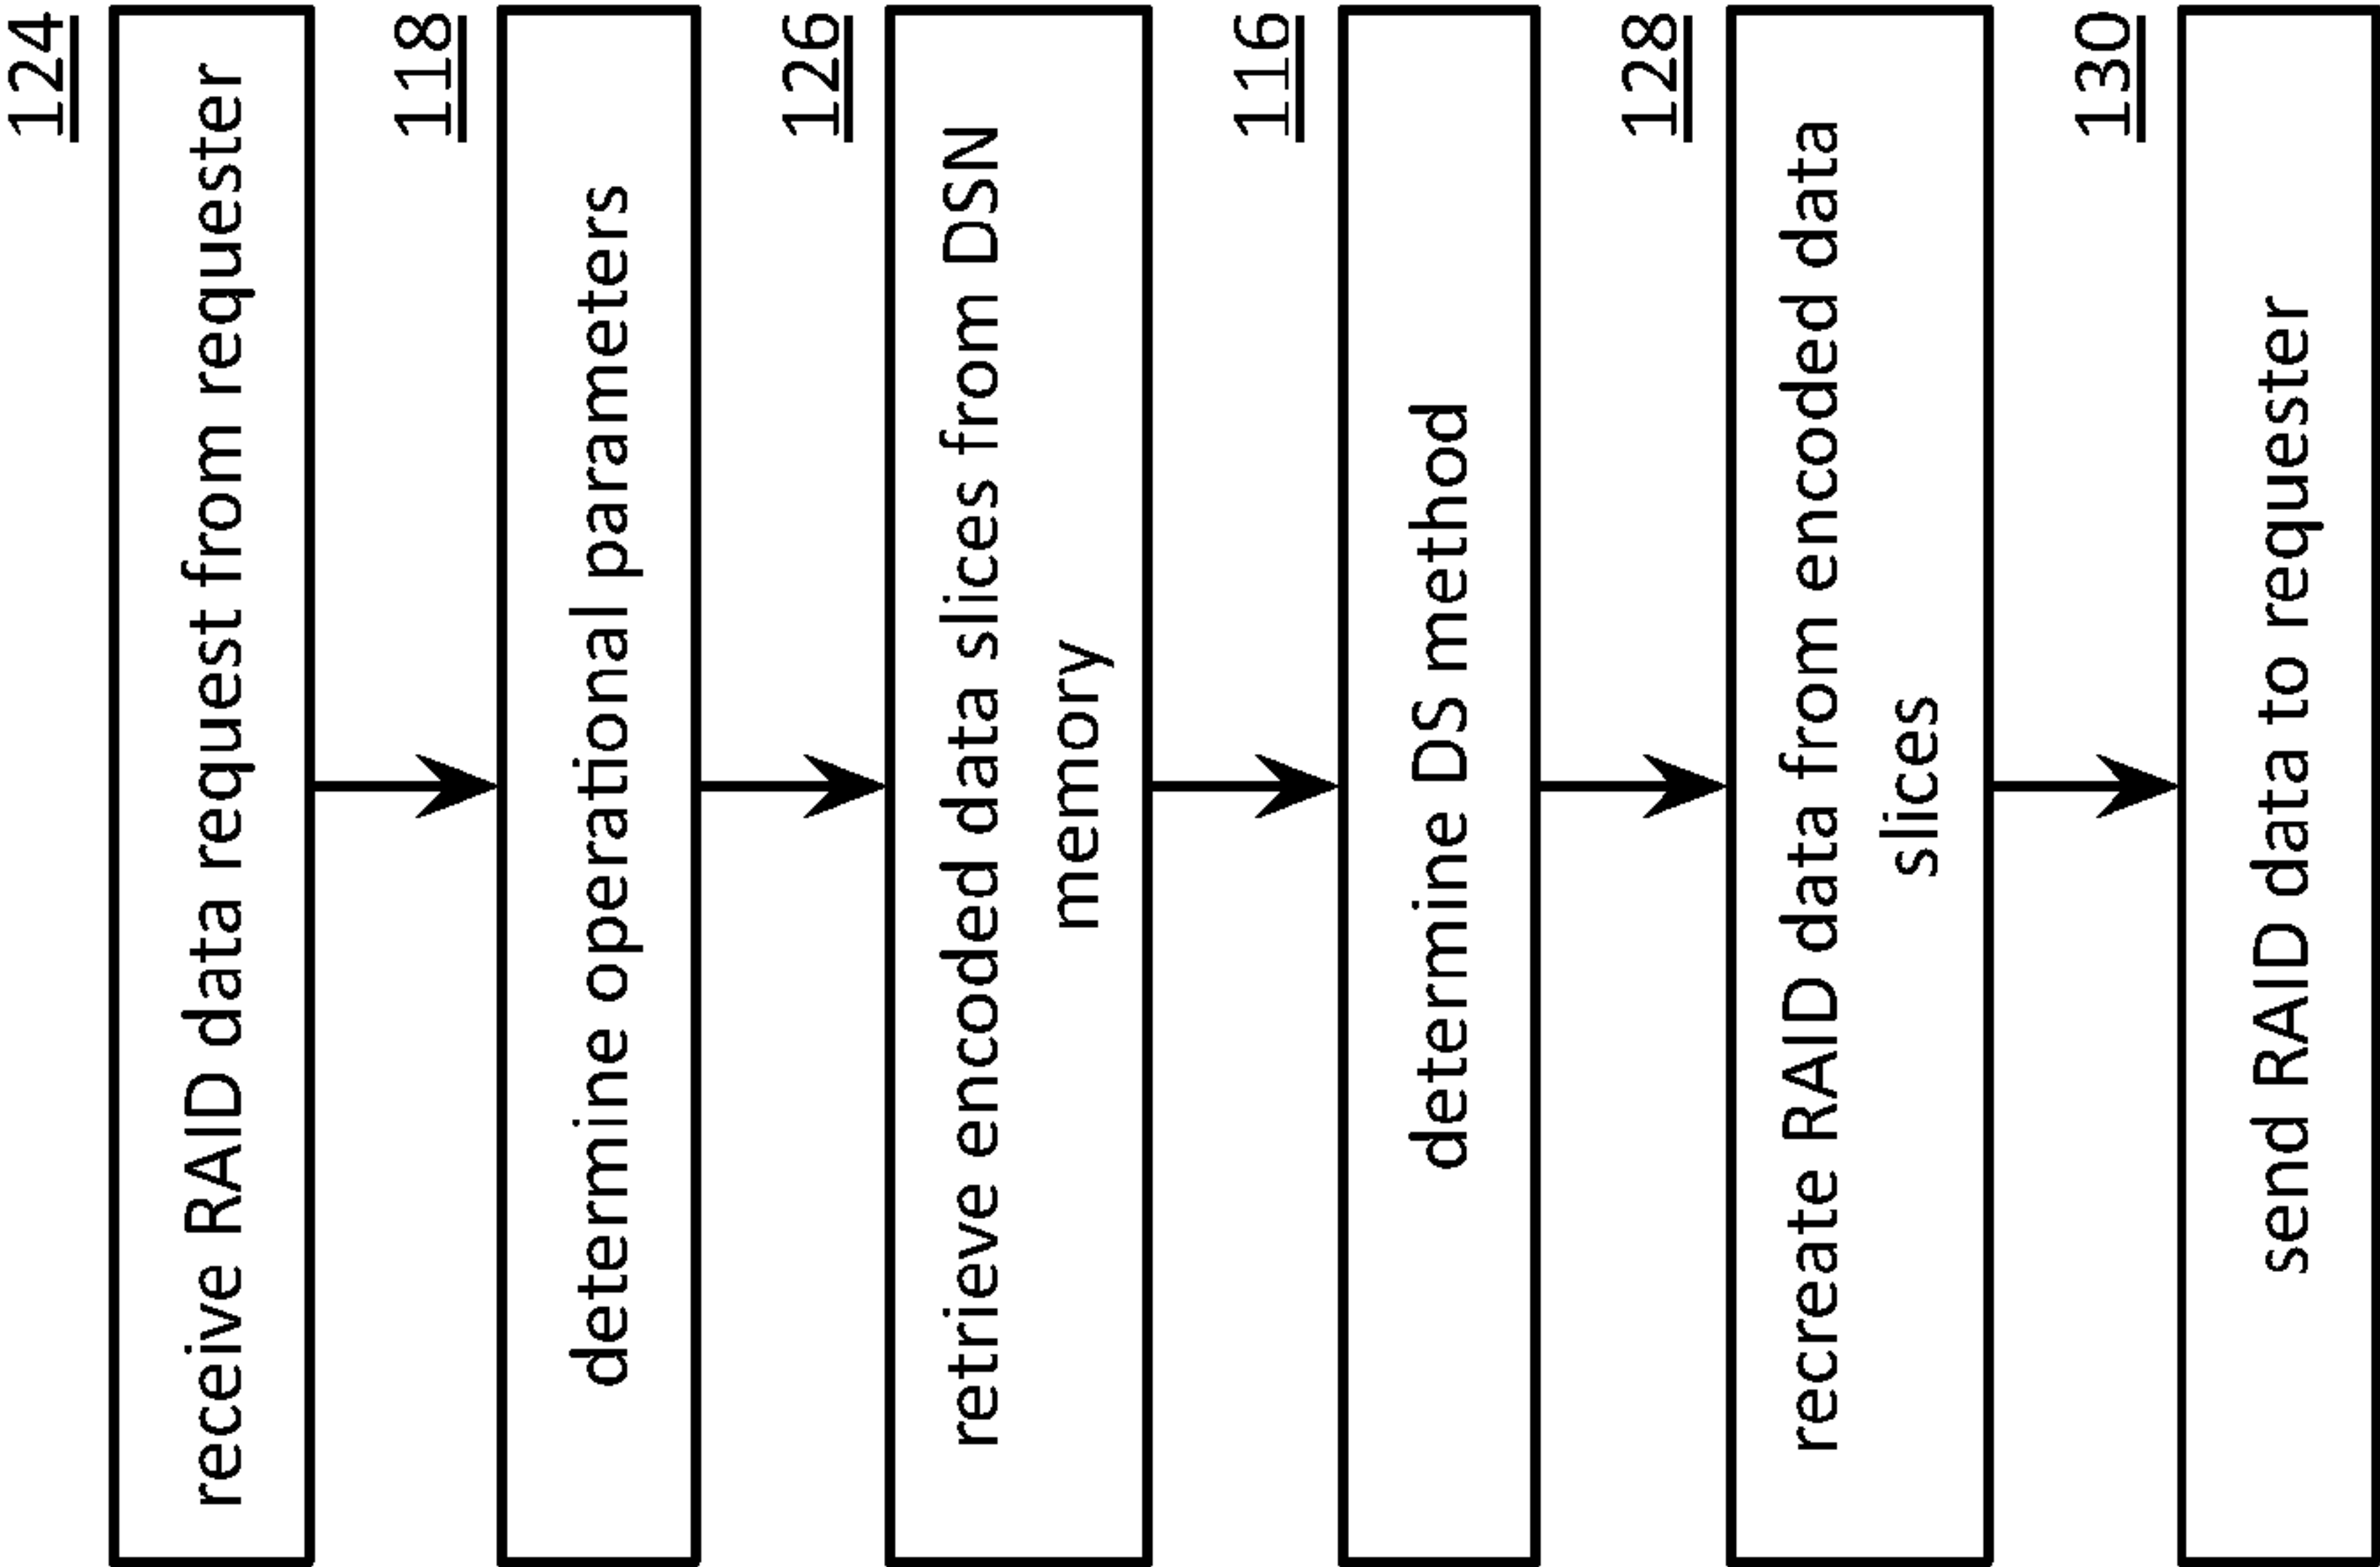 124
receive RAID data request from requester
118
determine operational parameters
126
retrieve encoded data slices from DSN
memory
116
determine DS method
128
recreate RAID data from encoded data
slices
130
send RAID data to requester